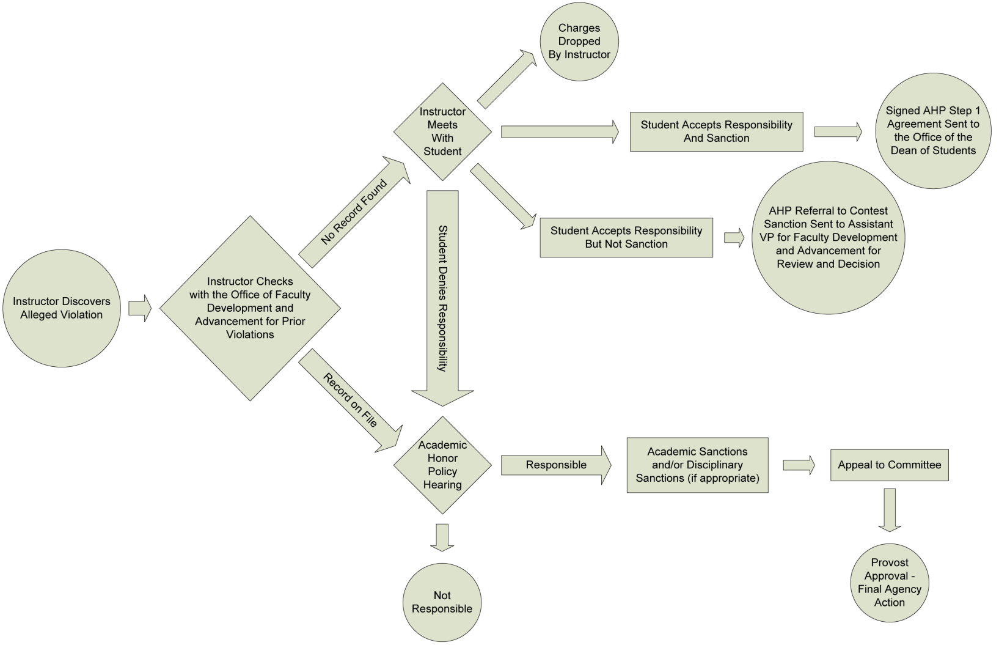 Charges
Dropped
By Instructor
Instructor
Meets
With
Student
Student Accepts Responsibility
And Sanction
Signed AHP Step 1
Agreement Sent to
the Office of the
Dean of Students
No Record Found
Student Accepts Responsibility
But Not Sanction
AHP Referral to Contest
Sanction Sent to Assistant
VP for Faculty Development
and Advancement for
Review and Decision
Student Denies Responsibility
Instructor Discovers
Alleged Violation
Instructor Checks
with the Office of Faculty
Development and
Advancement for Prior
Violations
Record on File
Academic
Honor
Policy
Hearing
Responsible
Academic Sanctions
and/or Disciplinary
Sanctions (if appropriate)
Appeal to Committee
Not
Responsible
Provost
Approval -
Final Agency
Action